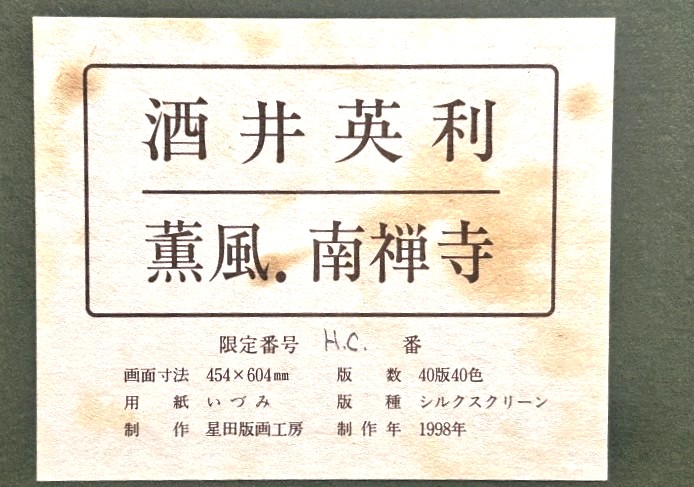 酒井英利
薫風.南禅寺
限定番号 H.C. 番
画面寸法 454×604㎜ 版数 40版40色
用紙 いづみ 版種 シルクスクリーン
制作 星田版画工房 制作年 1998年